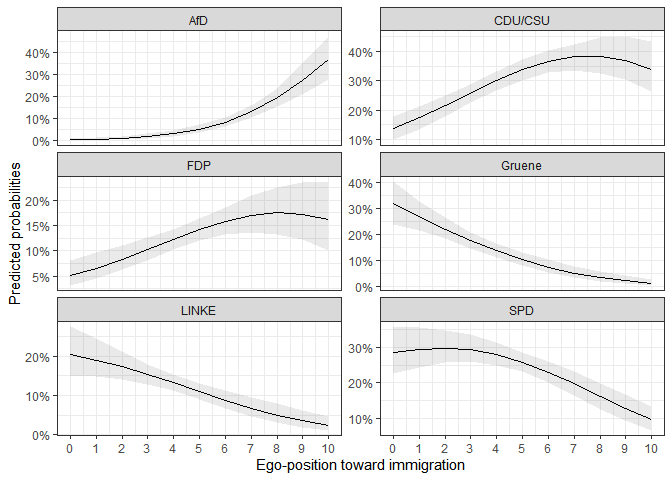 AfD
CDU/CSU
40%
30%
20%
10%
0%
40%
30%
20%
10%
FDP
Gruene
20%
15%
10%
5%
40%
30%
20%
10%
0%
LINKE
SPD
20%
10%
0%
30%
20%
10%
0 1 2 3 4 5 6 7 8 9 10
0 1 2 3 4 5 6 7 8 9 10
Ego-position toward immigration
Predicted probabilities